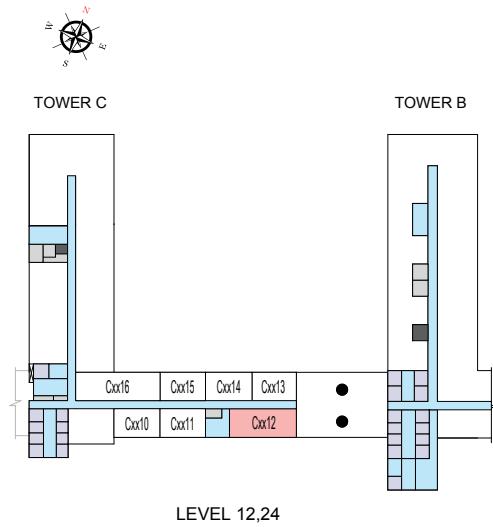 N
W
E
S
TOWER C TOWER B
Cxx16 Cxx15 Cxx14 Cxx13
Cxx10 Cxx11 Cxx12
LEVEL 12,24